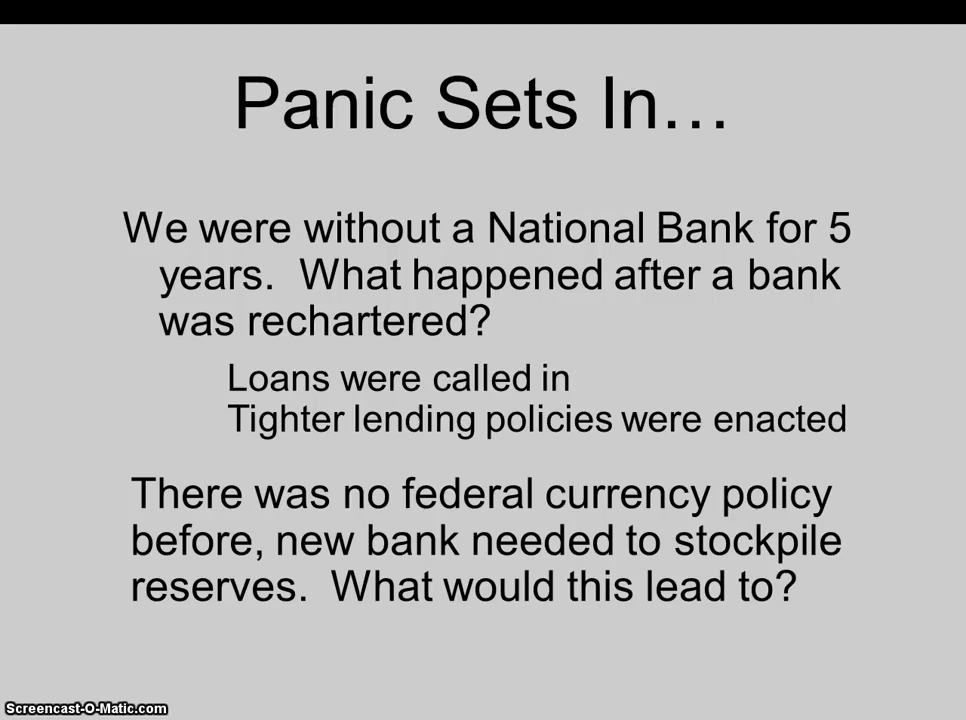 Panic Sets In…
We were without a National Bank for 5
years.  What happened after a bank
was rechartered?
Loans were called in
Tighter lending policies were enacted
There was no federal currency policy
before, new bank needed to stockpile
reserves.  What would this lead to?
Screencast-O-Matic.com